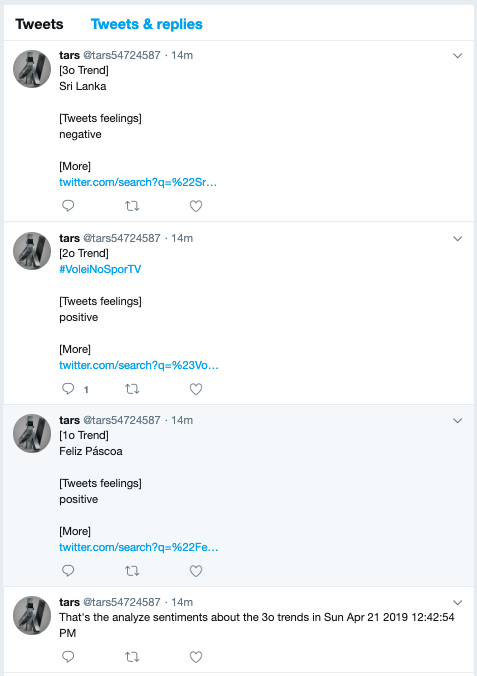 Tweets Tweets & replies
tars @tars54724587 · 14m
[3o Trend]
Sri Lanka
[Tweets feelings]
negative
[More]
twitter.com/search?q=%22Sr...
tars @tars54724587 · 14m
[2o Trend]
#VoleiNoSporTV
[Tweets feelings]
positive
[More]
twitter.com/search?q=%23Vo...
1
tars @tars54724587 · 14m
[1o Trend]
Feliz Páscoa
[Tweets feelings]
positive
[More]
twitter.com/search?q=%22Fe...
tars @tars54724587 · 14m
That's the analyze sentiments about the 3o trends in Sun Apr 21 2019 12:42:54
PM